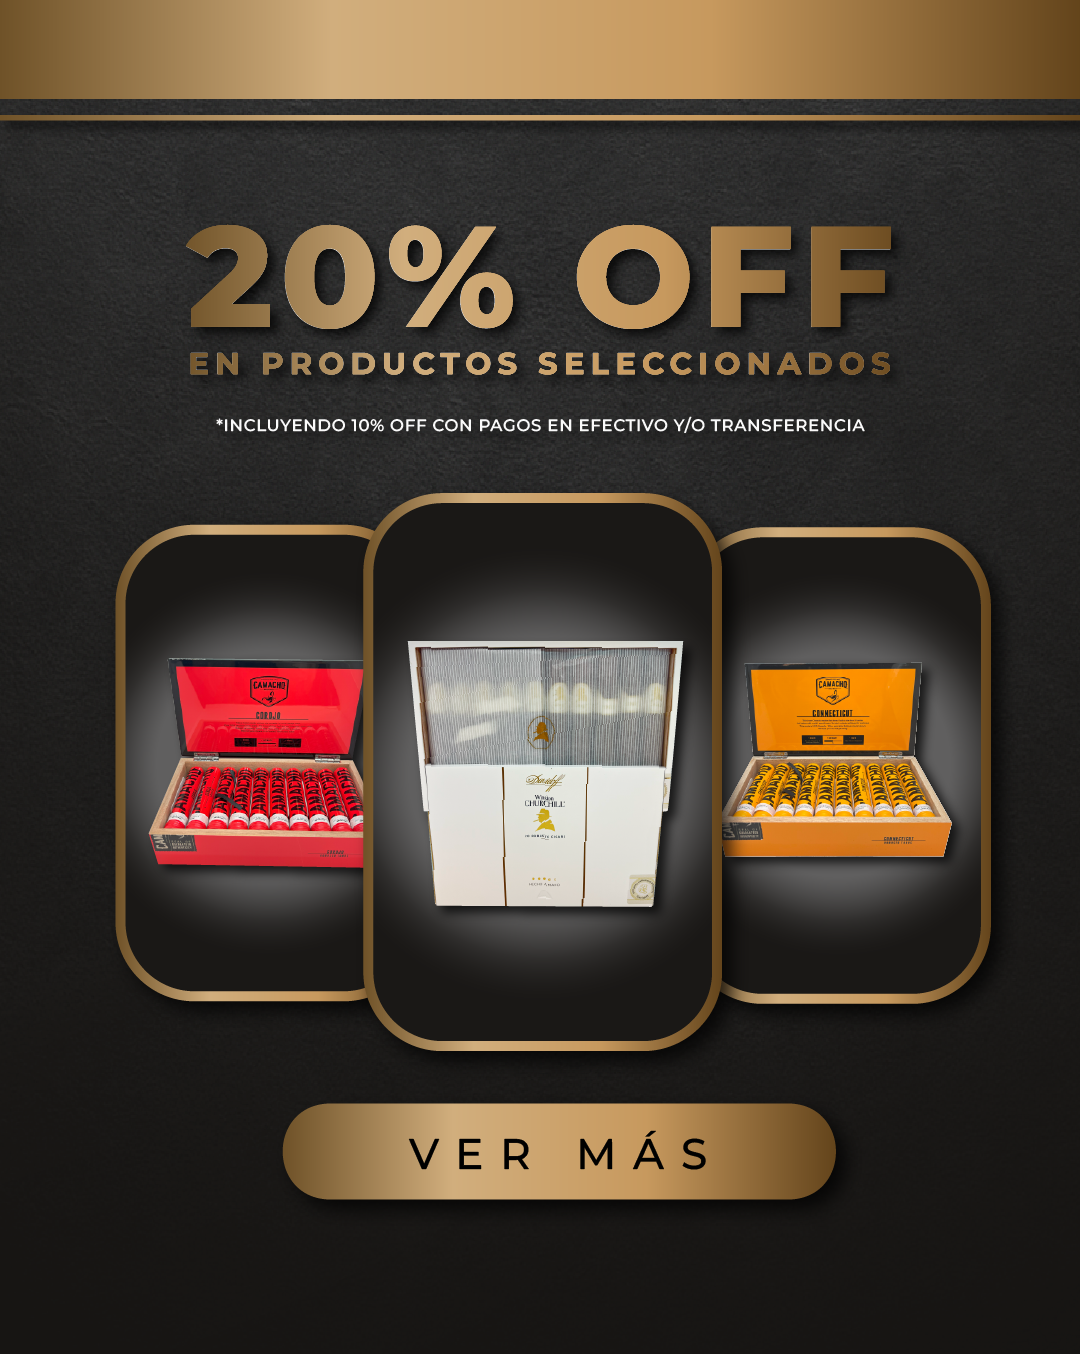 20% OFF
EN PRODUCTOS SELECCIONADOS
*INCLUYENDO 10% OFF CON PAGOS EN EFECTIVO Y/O TRANSFERENCIA
CAMACHO
COROJO
Davidoff
Winston
CHURCHILL
CAMACHO
CONNECTICUT
CONNECTICUT
VER MÁS